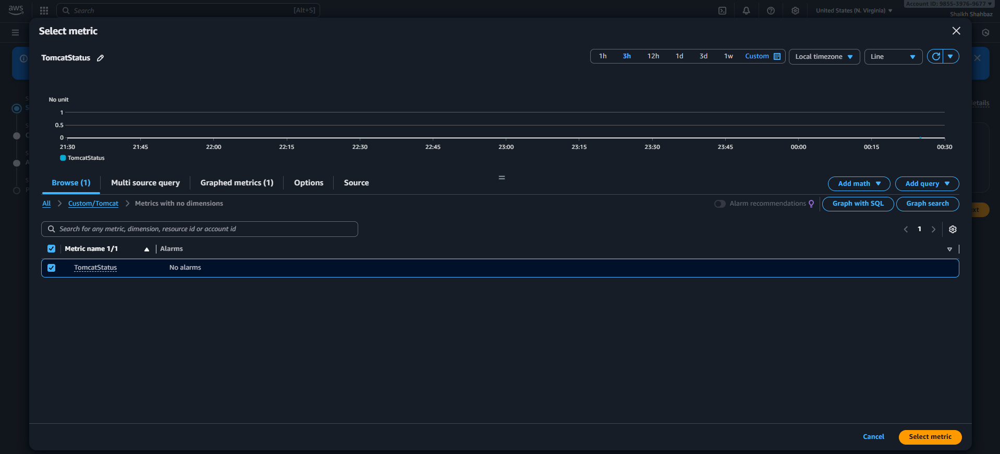 aws
Search [Alt+S]
United States (N. Virginia)
Account ID: 9855-3976-9677
Shaikh Shahbaz
Select metric
TomcatStatus
1h 3h 12h 1d 3d 1w Custom
Local timezone
Line
No unit
1
0.5
0
21:30 21:45 22:00 22:15 22:30 22:45 23:00 23:15 23:30 23:45 00:00 00:15 00:30
TomcatStatus
Browse (1) Multi source query Graphed metrics (1) Options Source
Add math Add query
All Custom/Tomcat Metrics with no dimensions
Alarm recommendations Graph with SQL Graph search
Search for any metric, dimension, resource id or account id
1
Metric name 1/1 Alarms
TomcatStatus No alarms
Cancel Select metric